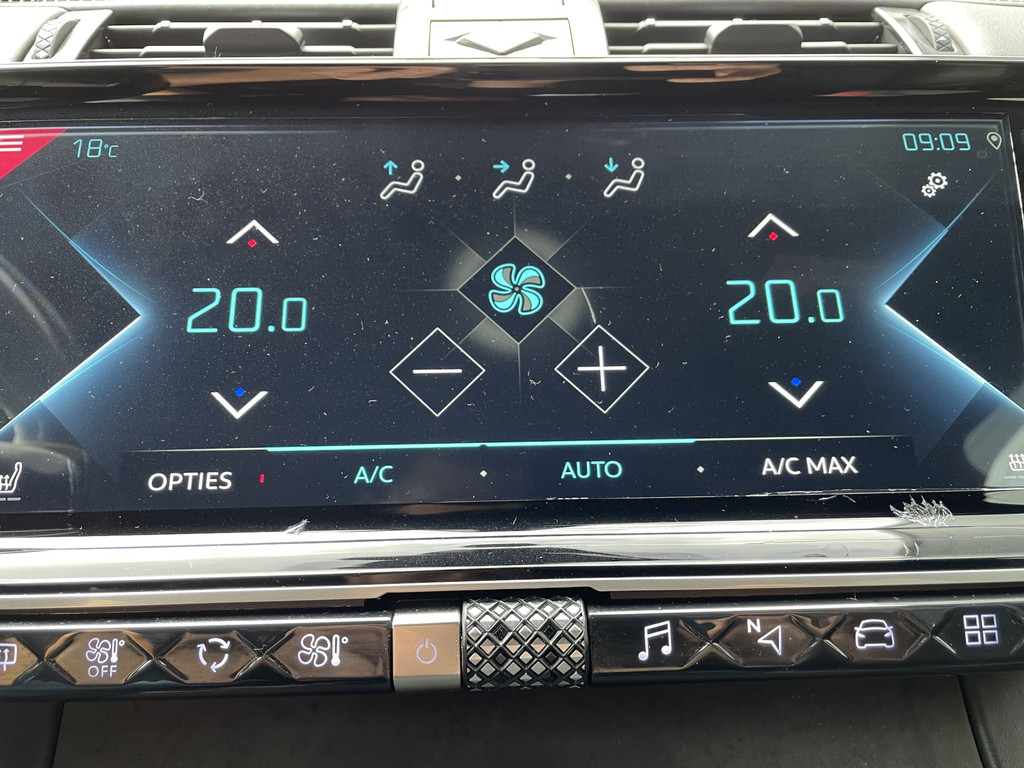 18°C
09:09
20.0
20.0
OPTIES
A/C
AUTO
A/C MAX
OFF
N